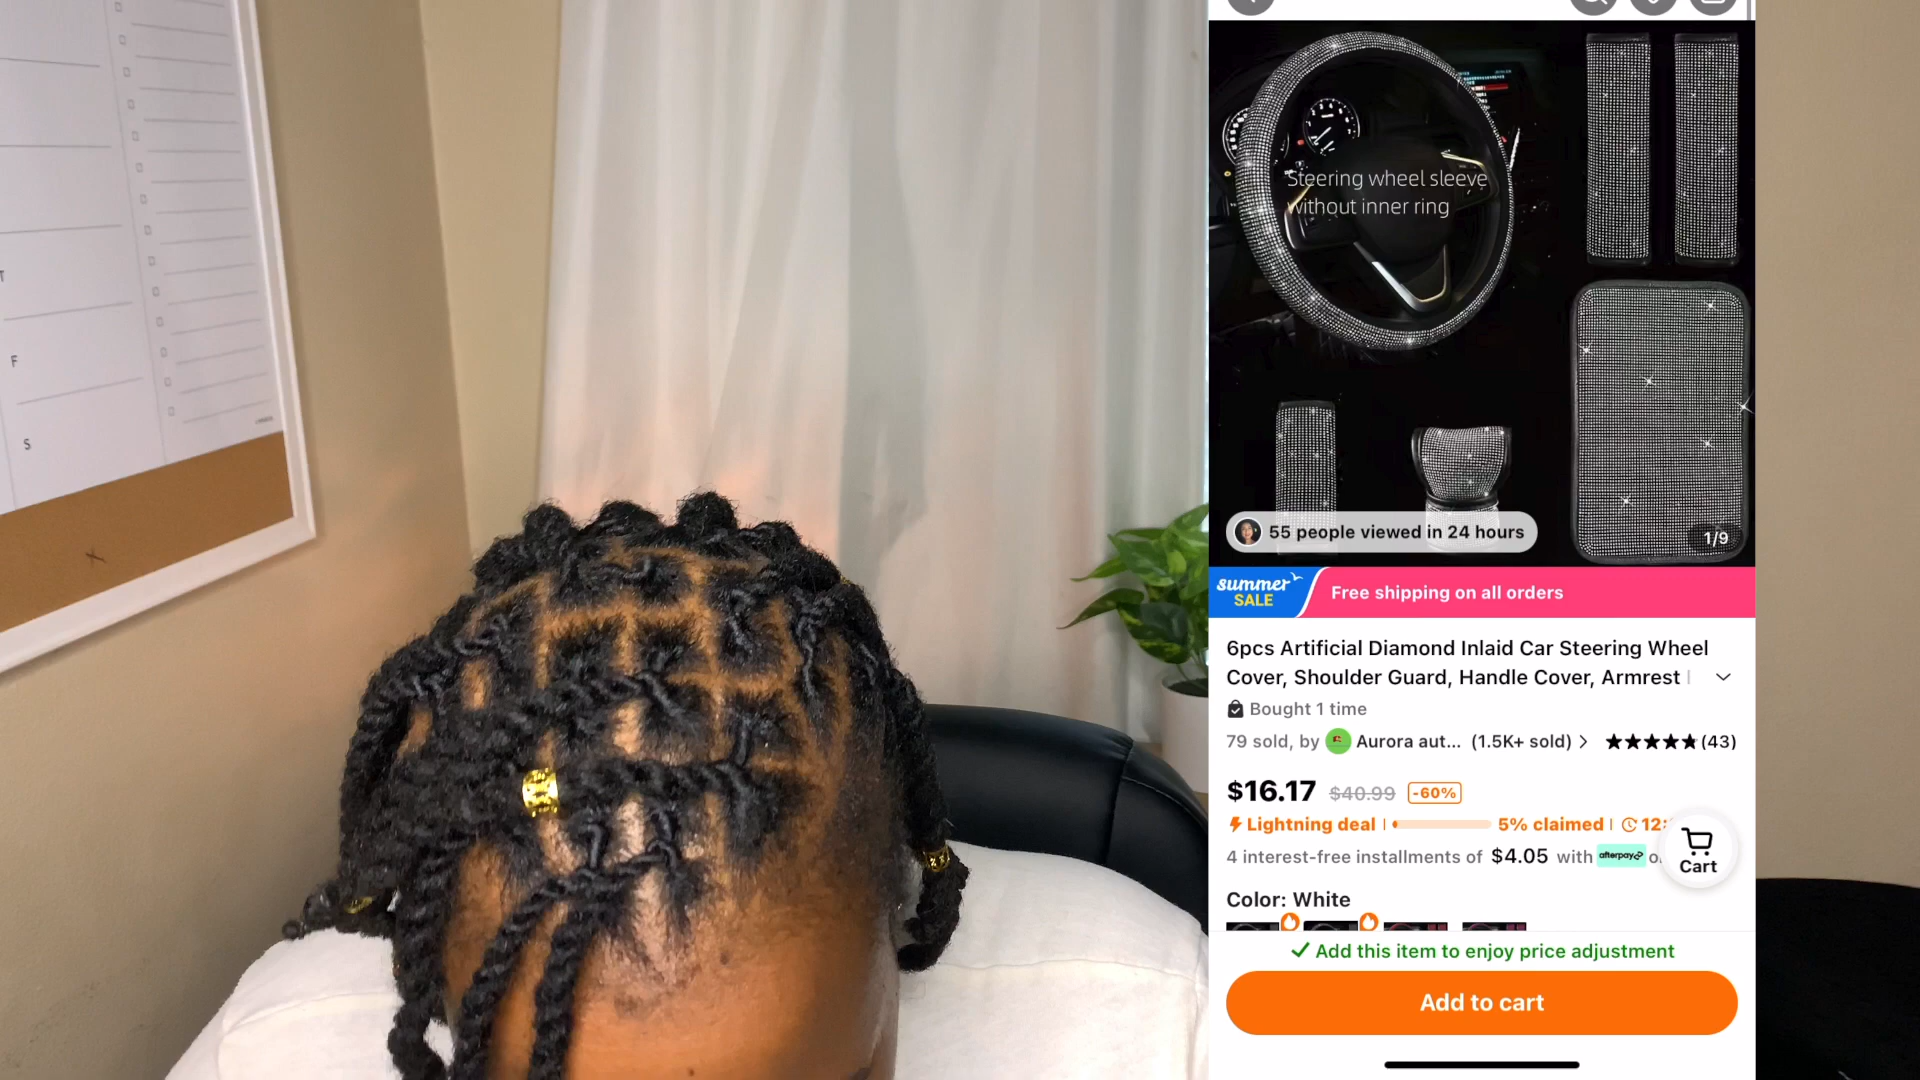 T
F
S
Steering wheel sleeve
without inner ring
55 people viewed in 24 hours
1/9
summer
SALE
Free shipping on all orders
6pcs Artificial Diamond Inlaid Car Steering Wheel
Cover, Shoulder Guard, Handle Cover, Armrest
Bought 1 time
79 sold, by Aurora aut... (1.5K+ sold) (43)
$16.17 $40.99 -60%
Lightning deal 5% claimed 12:
Cart
4 interest-free installments of $4.05 with afterpay
Color: White
Add this item to enjoy price adjustment
Add to cart